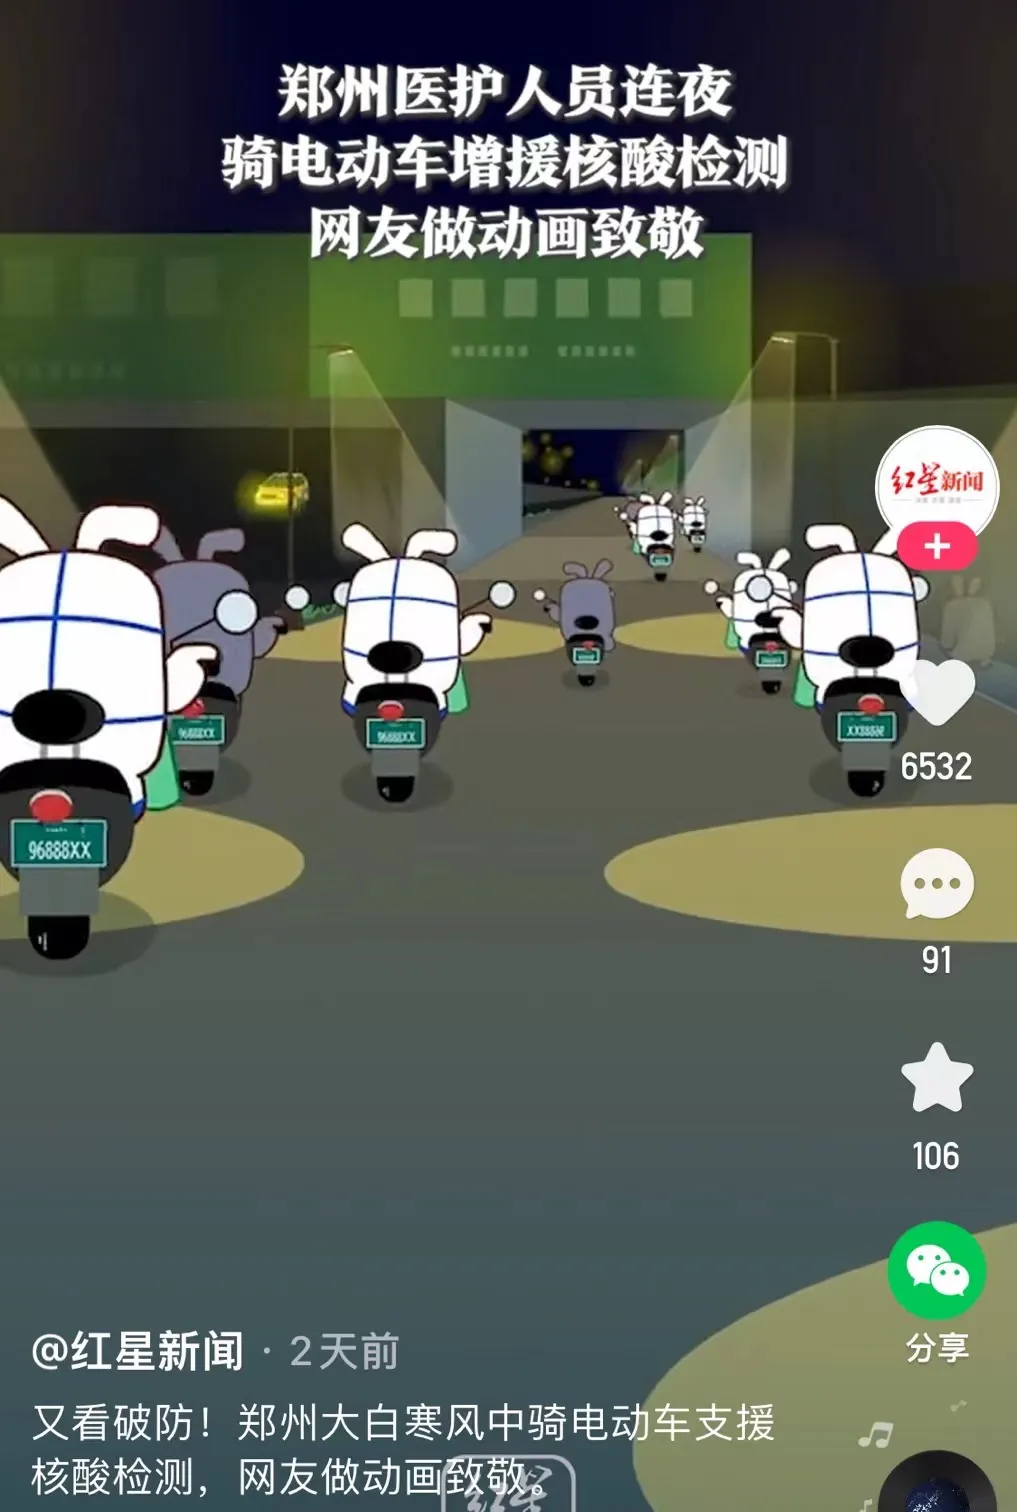 郑州医护人员连夜
骑电动车增援核酸检测
网友做动画致敬
红星新闻
6532
96888XX
91
106
分享
@红星新闻 · 2天前
又看破防！郑州大白寒风中骑电动车支援
核酸检测，网友做动画致敬。
红星